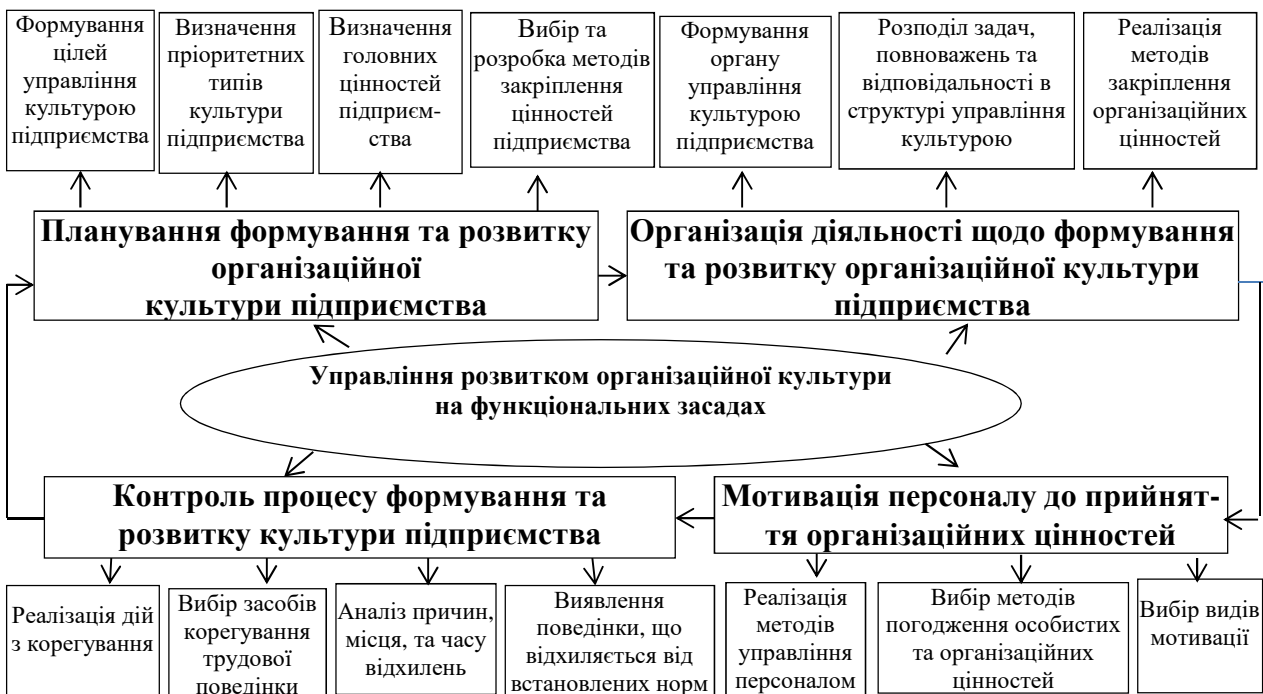 Формування
цілей
управління
культурою
підприємства
Визначення
пріоритетних
типів
культури
підприємства
Визначення
головних
цінностей
підприєм-
ства
Вибір та
розробка методів
закріплення
цінностей
підприємства
Формування
органу
управління
культурою
підприємства
Розподіл задач,
повноважень та
відповідальності в
структурі управління
культурою
Реалізація
методів
закріплення
організаційних
цінностей
Планування формування та розвитку
організаційної
культури підприємства
Організація діяльності щодо формування
та розвитку організаційної культури
підприємства
Управління розвитком організаційної культури
на функціональних засадах
Контроль процесу формування та
розвитку культури підприємства
Мотивація персоналу до прийнят-
тя організаційних цінностей
Реалізація дій
з корегування
Вибір засобів
корегування
трудової
поведінки
Аналіз причин,
місця, та часу
відхилень
Виявлення
поведінки, що
відхиляється від
встановлених норм
Реалізація
методів
управління
персоналом
Вибір методів
погодження особистих
та організаційних
цінностей
Вибір видів
мотивації